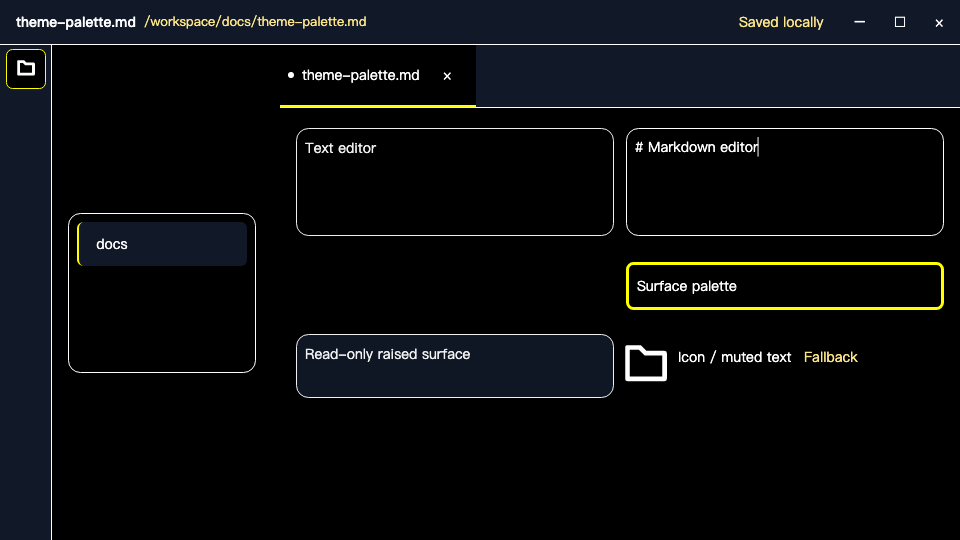 theme-palette.md /workspace/docs/theme-palette.md Saved locally
theme-palette.md
Text editor
# Markdown editor
docs
Surface palette
Read-only raised surface
Icon / muted text Fallback